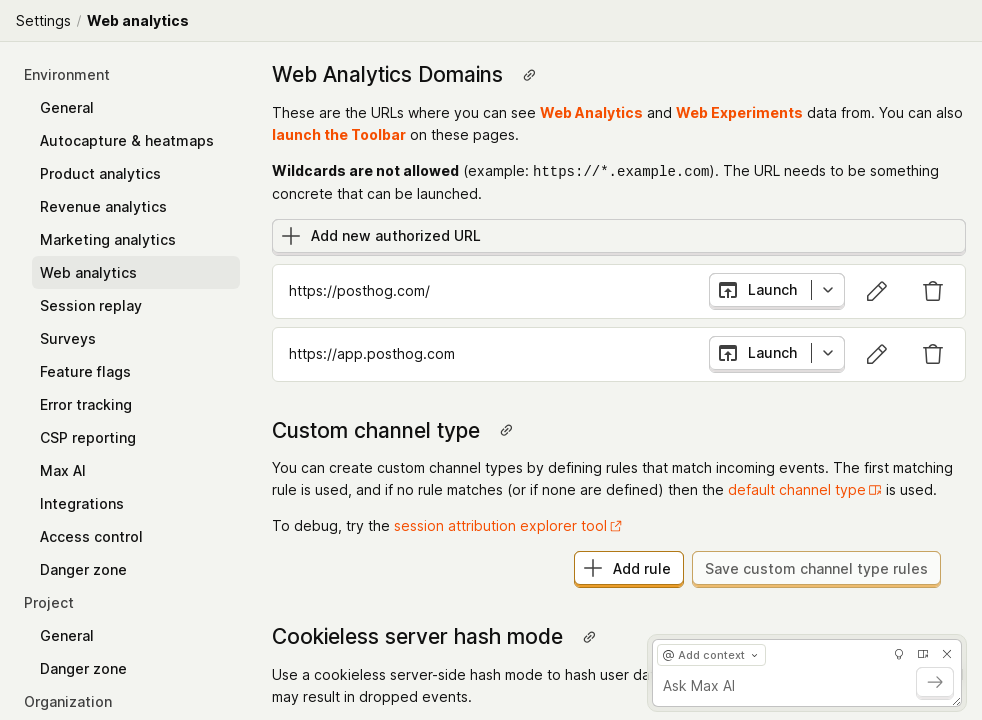 Settings / Web analytics
Environment
General
Autocapture & heatmaps
Product analytics
Revenue analytics
Marketing analytics
Web analytics
Session replay
Surveys
Feature flags
Error tracking
CSP reporting
Max AI
Integrations
Access control
Danger zone
Project
General
Danger zone
Organization
Web Analytics Domains
These are the URLs where you can see Web Analytics and Web Experiments data from. You can also
launch the Toolbar on these pages.
Wildcards are not allowed (example: https://*.example.com). The URL needs to be something
concrete that can be launched.
Add new authorized URL
https://posthog.com/
Launch
https://app.posthog.com
Launch
Custom channel type
You can create custom channel types by defining rules that match incoming events. The first matching
rule is used, and if no rule matches (or if none are defined) then the default channel type is used.
To debug, try the session attribution explorer tool
Add rule
Save custom channel type rules
Cookieless server hash mode
Use a cookieless server-side hash mode to hash user
may result in dropped events.
@ Add context
Ask Max AI